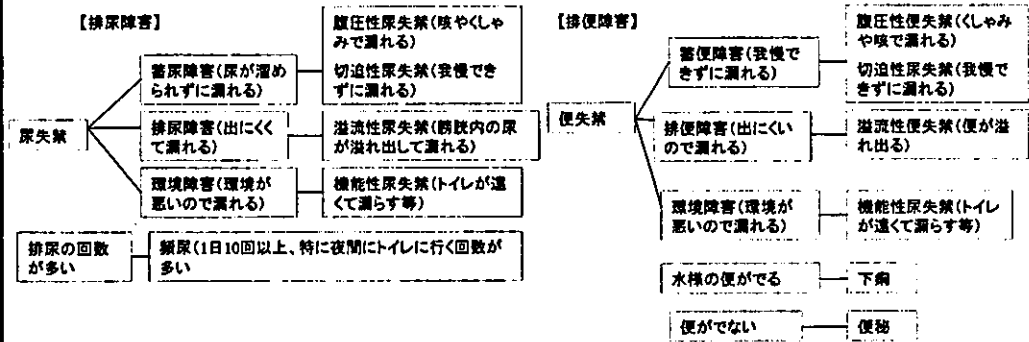 【排尿障害】
腹圧性尿失禁(咳やくしゃ
みで漏れる)
蓄尿障害(尿が溜め
られずに漏れる)
切迫性尿失禁(我慢でき
ずに漏れる)
尿失禁
排尿障害(出にくく
て漏れる)
溢流性尿失禁(膀胱内の尿
が溢れ出して漏れる)
環境障害(環境が
悪いので漏れる)
機能性尿失禁(トイレが遠
くて漏らす等)
排尿の回数
が多い
頻尿(1日10回以上、特に夜間にトイレに行く回数が
多い
【排便障害】
腹圧性便失禁(くしゃみ
や咳で漏れる)
蓄便障害(我慢で
きずに漏れる)
切迫性尿失禁(我慢で
きずに漏れる)
便失禁
排便障害(出にくい
ので漏れる)
溢流性便失禁(便が溢
れ出る)
環境障害(環境が
悪いので漏れる)
機能性尿失禁(トイレ
が遠くて漏らす等)
水様の便がでる
下痢
便がでない
便秘